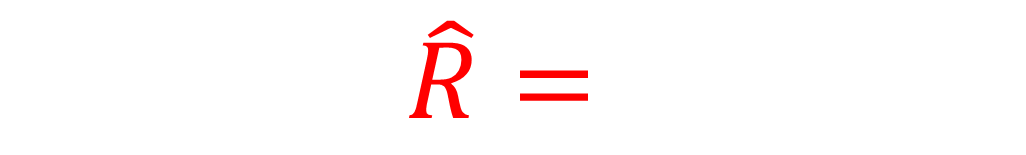 R̂ =